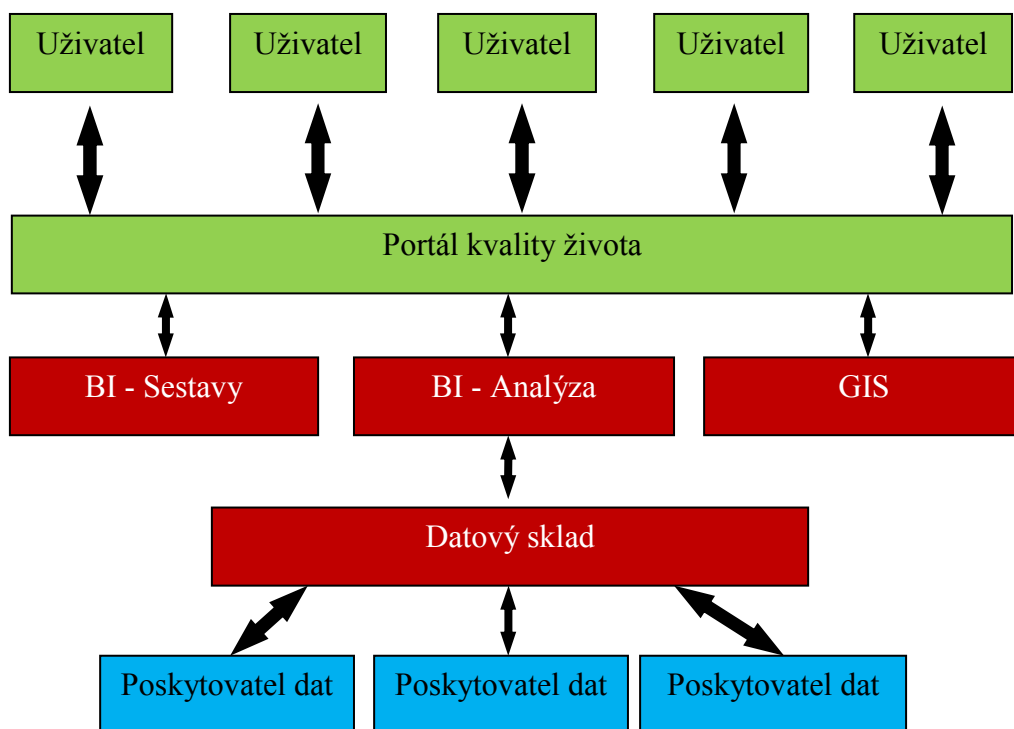 Uživatel
Uživatel
Uživatel
Uživatel
Uživatel
Portál kvality života
BI - Sestavy
BI - Analýza
GIS
Datový sklad
Poskytovatel dat
Poskytovatel dat
Poskytovatel dat